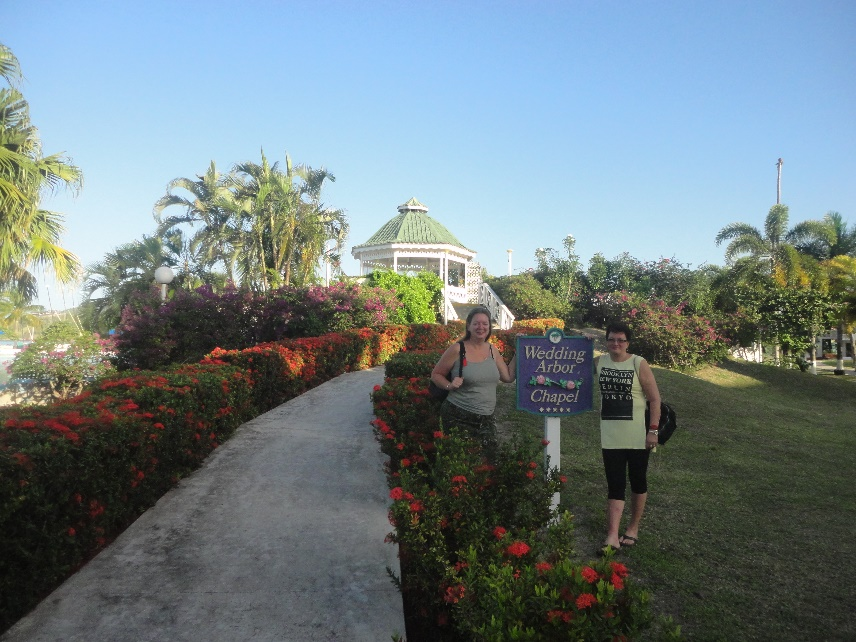 Wedding
Arbor
Chapel
BROOKLYN
NEW YORK
BERLIN
TOKYO